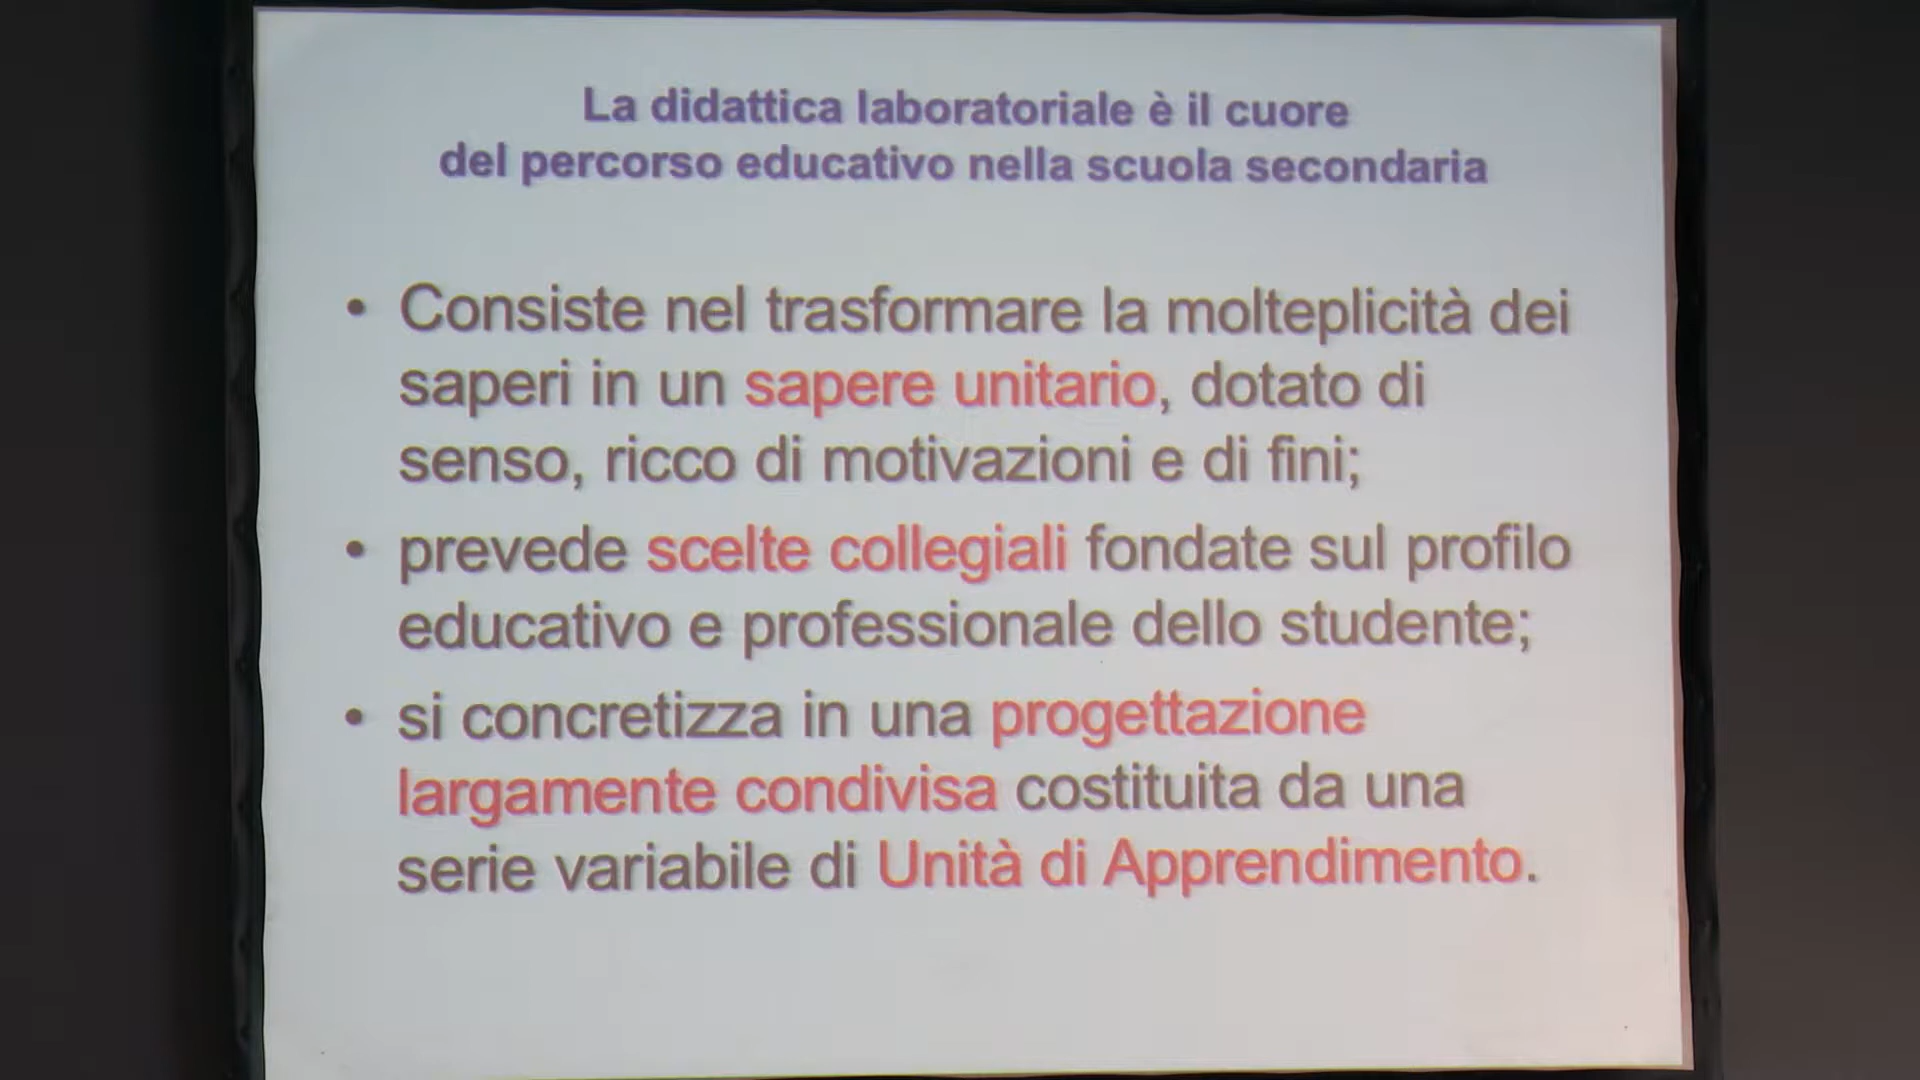 La didattica laboratoriale è il cuore
del percorso educativo nella scuola secondaria
• Consiste nel trasformare la molteplicità dei
saperi in un sapere unitario, dotato di
senso, ricco di motivazioni e di fini;
• prevede scelte collegiali fondate sul profilo
educativo e professionale dello studente;
• si concretizza in una progettazione
largamente condivisa costituita da una
serie variabile di Unità di Apprendimento.